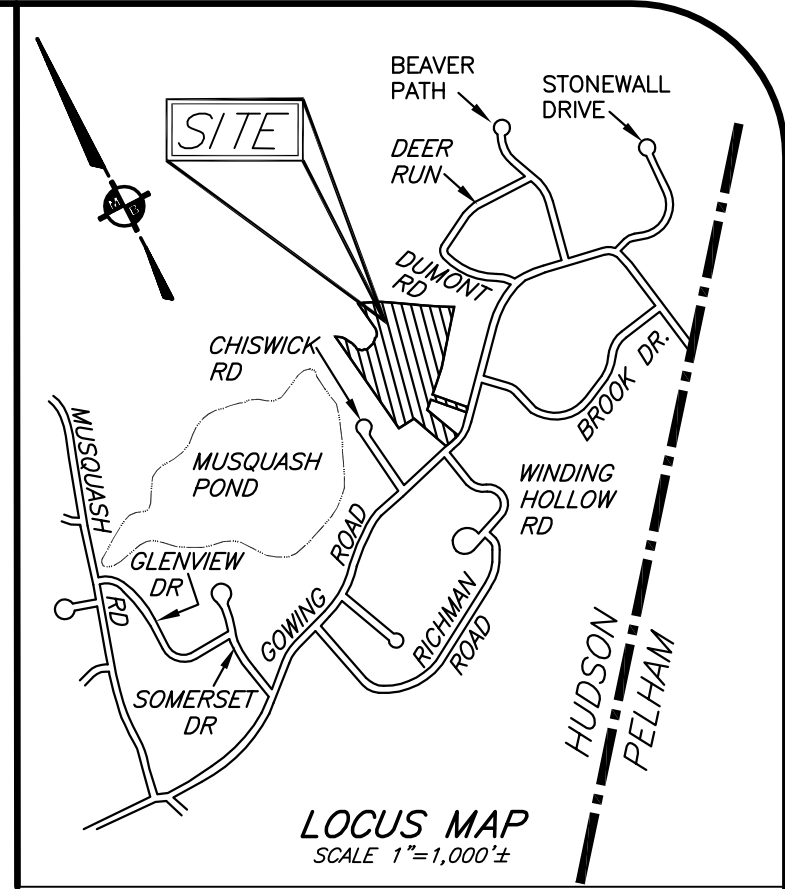 BEAVER
PATH
STONEWALL
DRIVE
SITE
DEER
RUN
M B
DUMONT
RD
CHISWICK
RD
BROOK DR.
MUSQUASH
RD
MUSQUASH
POND
WINDING
HOLLOW
RD
GLENVIEW
DR
GOWING
ROAD
RICHMAN
ROAD
SOMERSET
DR
HUDSON
PELHAM
LOCUS MAP
SCALE 1"=1,000'±